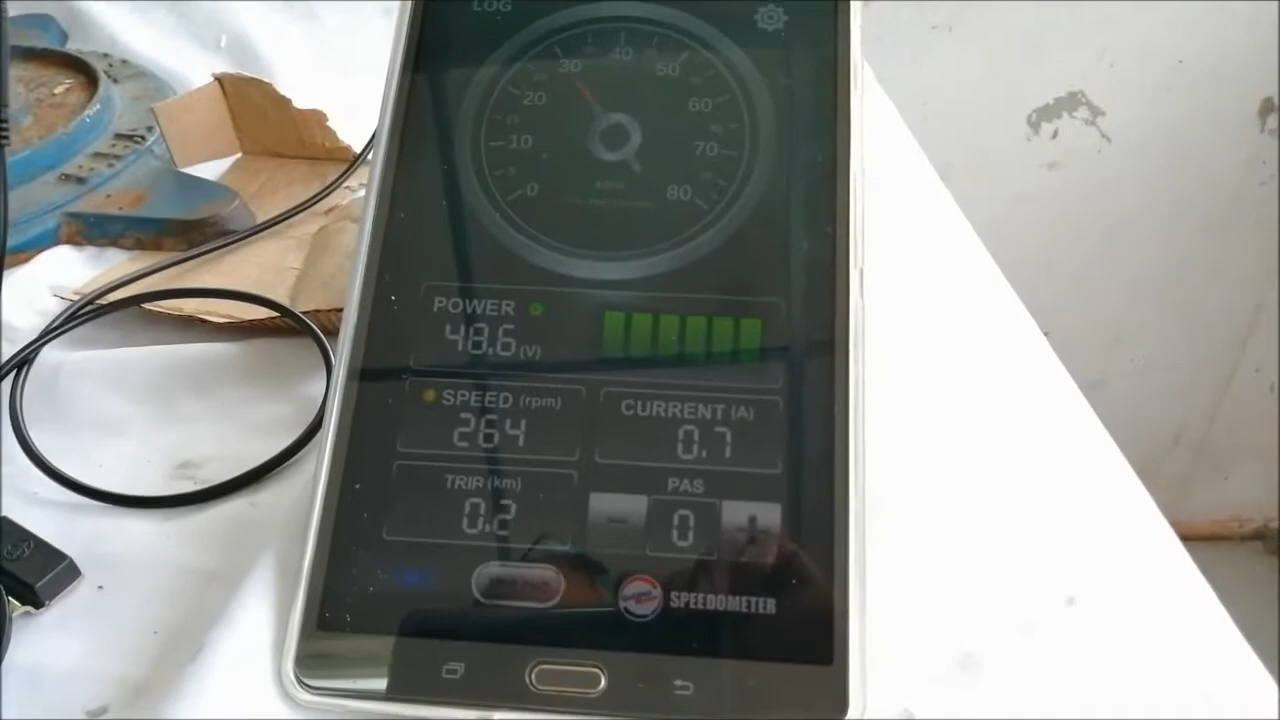 LOG
0 10 20 30 40 50 60 70 80
POWER
48.6 (V)
SPEED (rpm)
264
CURRENT (A)
0.7
TRIP (km)
0.2
PAS
- 0 +
SPEEDOMETER